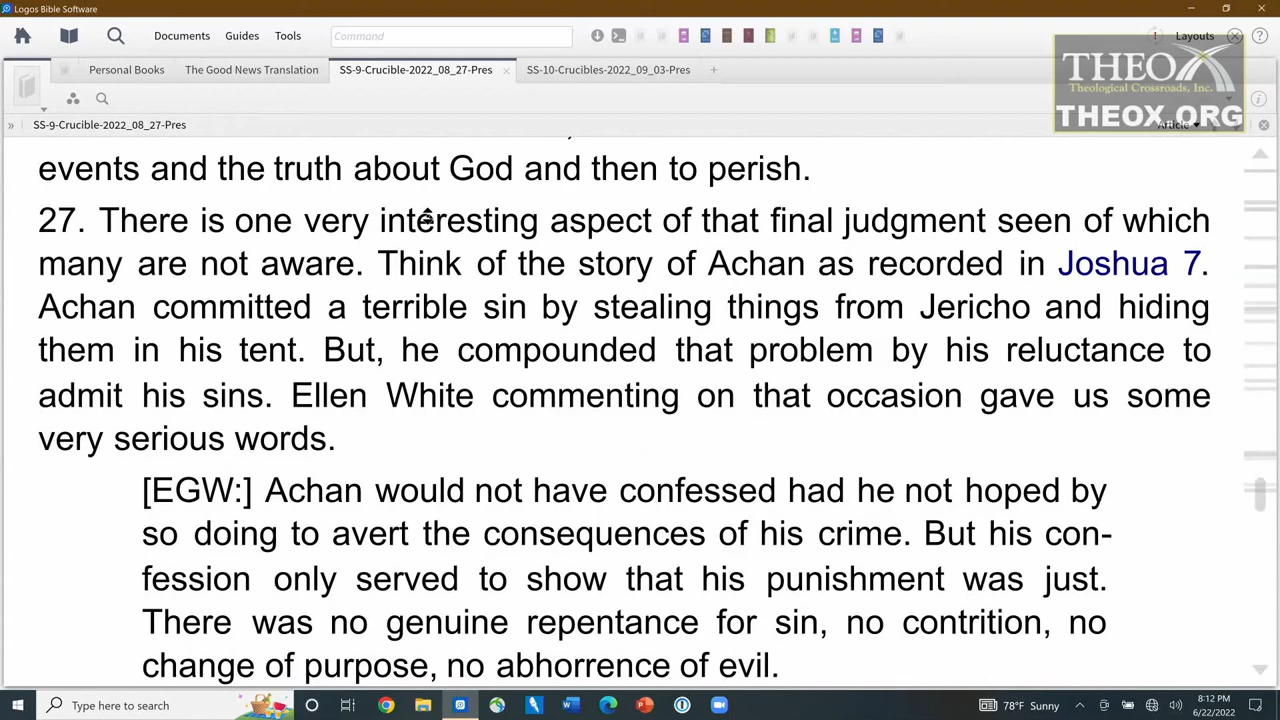 Logos Bible Software
Documents Guides Tools Command Layouts
Personal Books The Good News Translation SS-9-Crucible-2022_08_27-Pres SS-10-Crucibles-2022_09_03-Pres
THEOX
Theological Crossroads, Inc.
THEOX.ORG
SS-9-Crucible-2022_08_27-Pres Article
events and the truth about God and then to perish.
27. There is one very interesting aspect of that final judgment seen of which
many are not aware. Think of the story of Achan as recorded in Joshua 7.
Achan committed a terrible sin by stealing things from Jericho and hiding
them in his tent. But, he compounded that problem by his reluctance to
admit his sins. Ellen White commenting on that occasion gave us some
very serious words.
[EGW:] Achan would not have confessed had he not hoped by
so doing to avert the consequences of his crime. But his con-
fession only served to show that his punishment was just.
There was no genuine repentance for sin, no contrition, no
change of purpose, no abhorrence of evil.
Type here to search 78°F Sunny 8:12 PM
6/22/2022